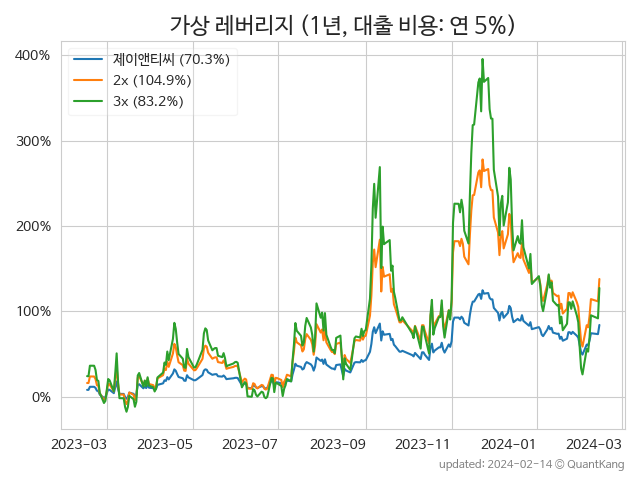 가상 레버리지 (1년, 대출 비용: 연 5%)
400%
300%
200%
100%
0%
제이앤티씨 (70.3%)
2x (104.9%)
3x (83.2%)
2023-03
2023-05
2023-07
2023-09
2023-11
2024-01
2024-03
updated: 2024-02-14 © QuantKang